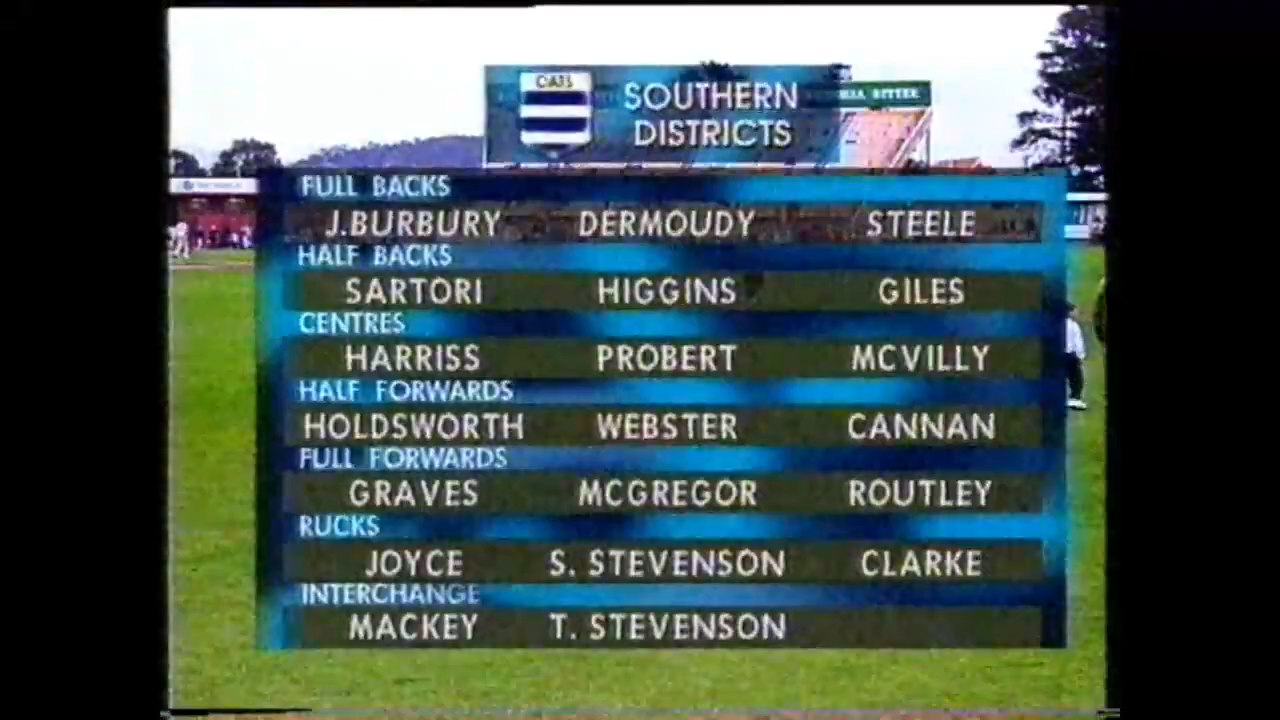 CATS
SOUTHERN
DISTRICTS
BITTER
FULL BACKS
J.BURBURY DERMOUDY STEELE
HALF BACKS
SARTORI HIGGINS GILES
CENTRES
HARRISS PROBERT MCVILLY
HALF FORWARDS
HOLDSWORTH WEBSTER CANNAN
FULL FORWARDS
GRAVES MCGREGOR ROUTLEY
RUCKS
JOYCE S. STEVENSON CLARKE
INTERCHANGE
MACKEY T. STEVENSON